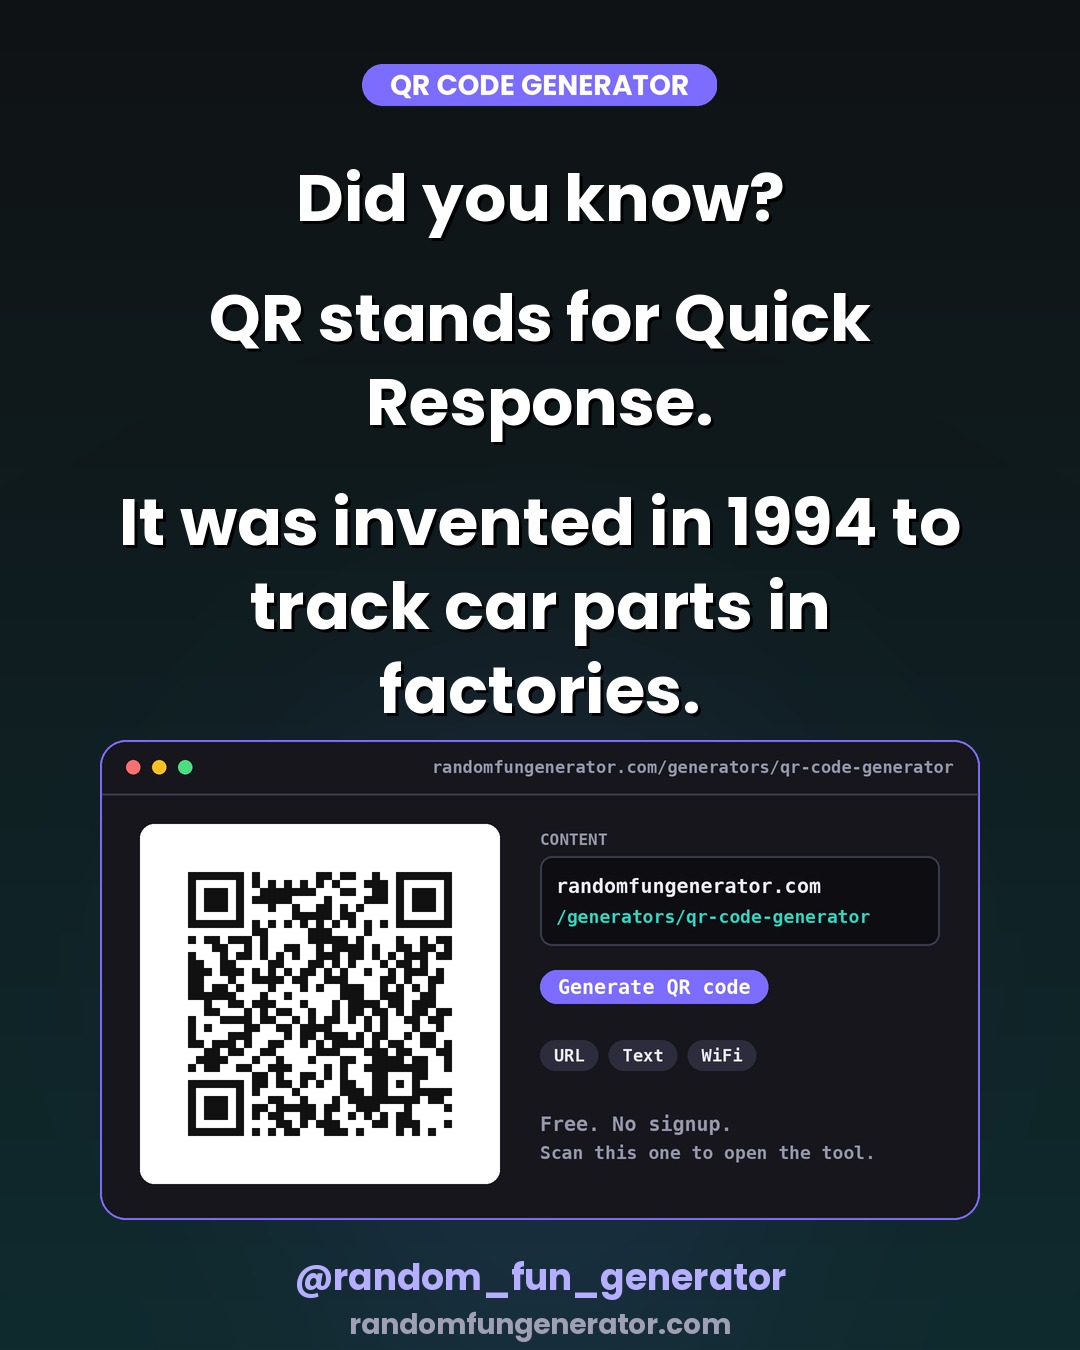 QR CODE GENERATOR
Did you know?
QR stands for Quick
Response.
It was invented in 1994 to
track car parts in
factories.
randomfungenerator.com/generators/qr-code-generator
CONTENT
randomfungenerator.com
/generators/qr-code-generator
Generate QR code
URL Text WiFi
Free. No signup.
Scan this one to open the tool.
@random_fun_generator
randomfungenerator.com